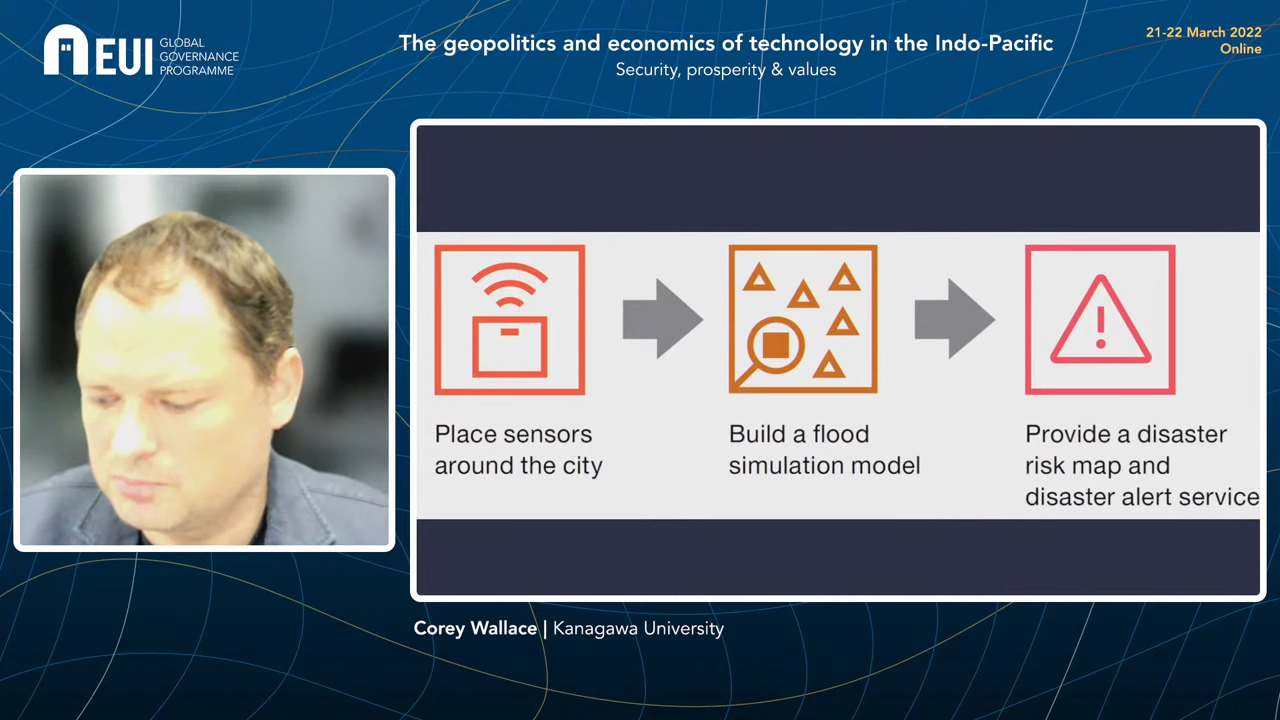 EUI
GLOBAL
GOVERNANCE
PROGRAMME
The geopolitics and economics of technology in the Indo-Pacific
Security, prosperity & values
21-22 March 2022
Online
Place sensors
around the city
Build a flood
simulation model
Provide a disaster
risk map and
disaster alert service
Corey Wallace | Kanagawa University